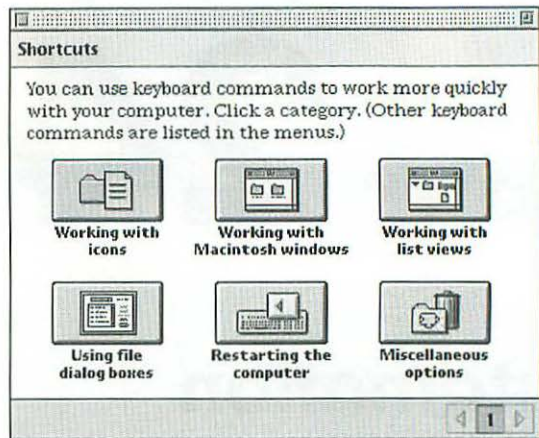 Shortcuts
You can use keyboard commands to work more quickly
with your computer. Click a category. (Other keyboard
commands are listed in the menus.)
Working with
icons
Working with
Macintosh windows
Working with
list views
Using file
dialog boxes
Restarting the
computer
Miscellaneous
options
1